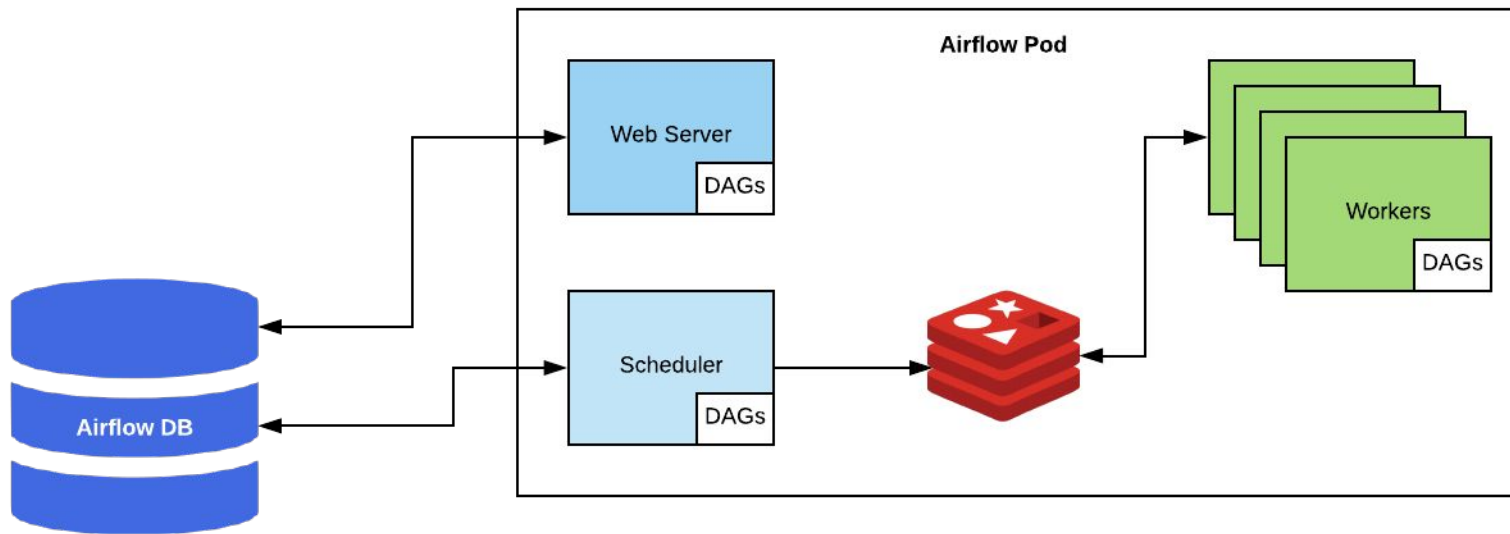 Airflow Pod
Web Server
DAGs
Workers
DAGs
Scheduler
DAGs
Airflow DB